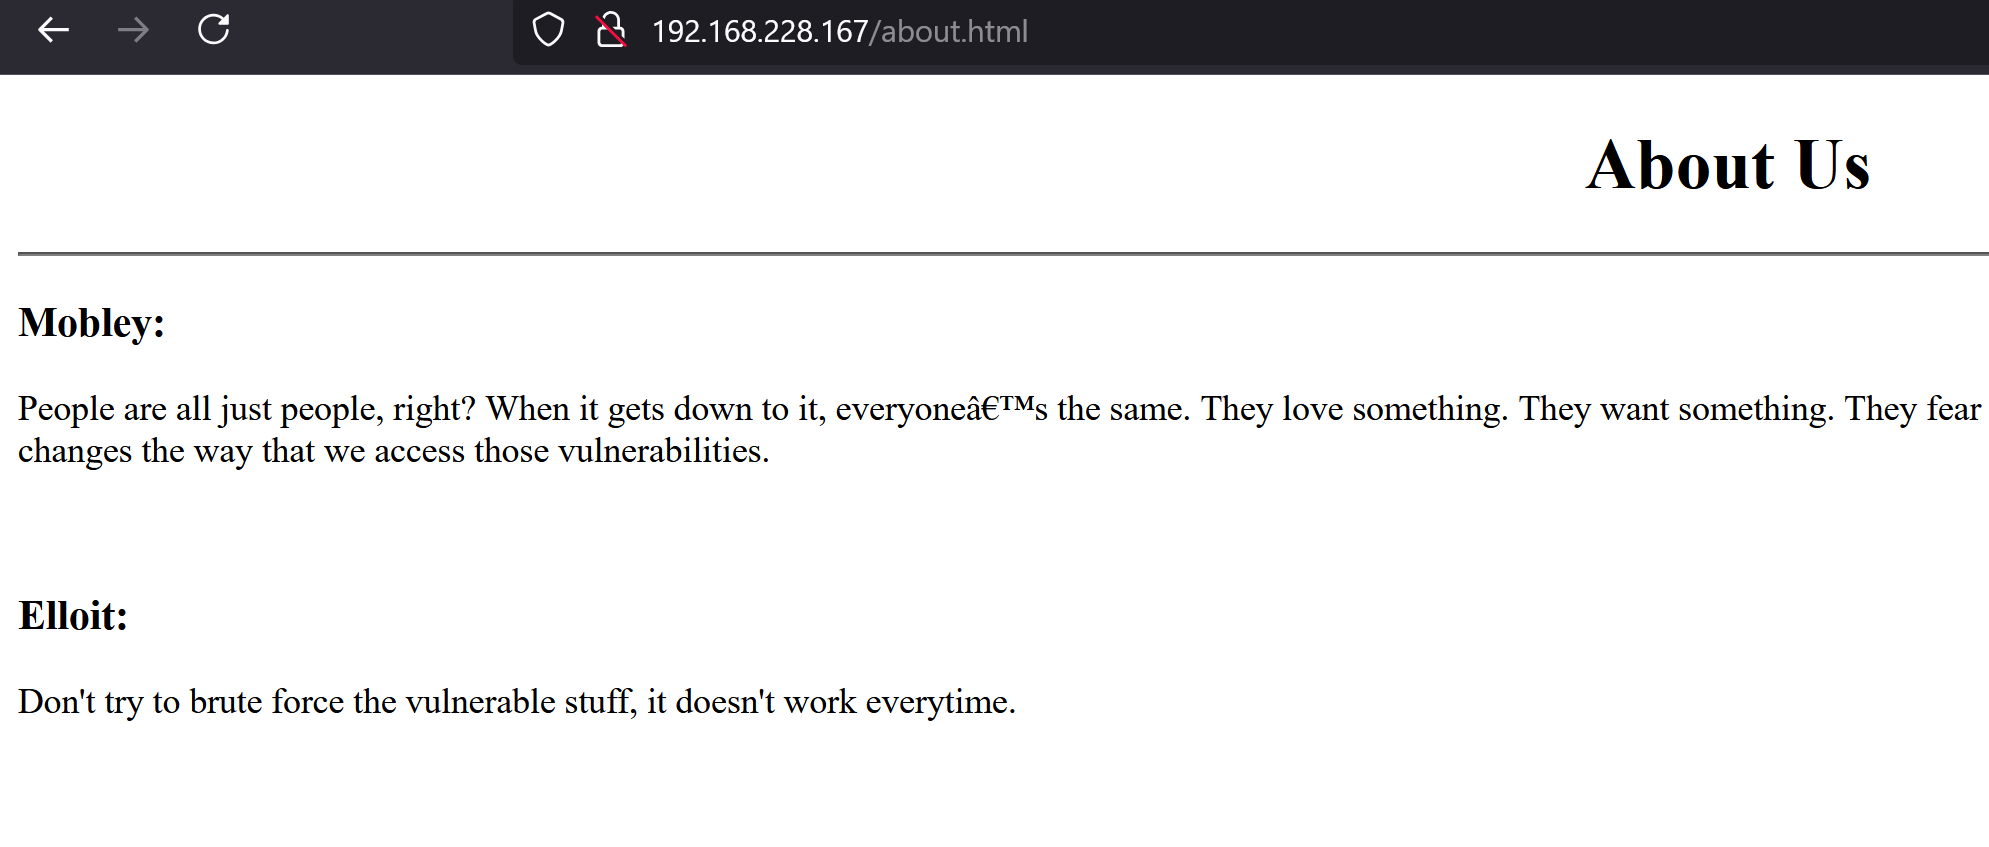 192.168.228.167/about.html
About Us
Mobley:
People are all just people, right? When it gets down to it, everyoneâ€™s the same. They love something. They want something. They fear
changes the way that we access those vulnerabilities.
Elloit:
Don't try to brute force the vulnerable stuff, it doesn't work everytime.